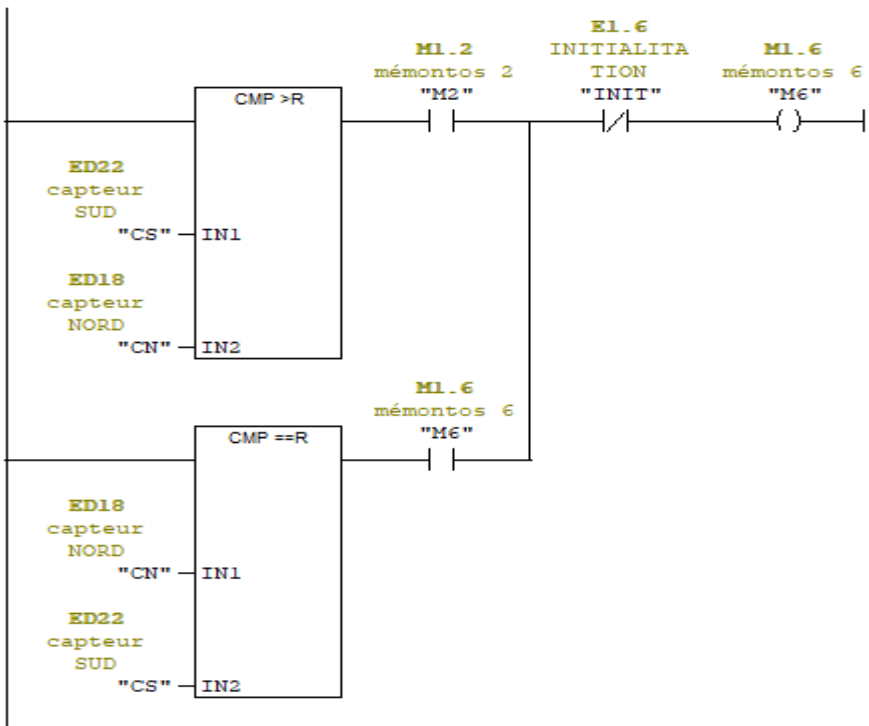 E1.6
M1.2 INITIALITA M1.6
mémontos 2 TION mémontos 6
CMP >R "M2" "INIT" "M6"
ED22
capteur
SUD
"CS" IN1
ED18
capteur
NORD
"CN" IN2
M1.6
mémontos 6
CMP ==R "M6"
ED18
capteur
NORD
"CN" IN1
ED22
capteur
SUD
"CS" IN2